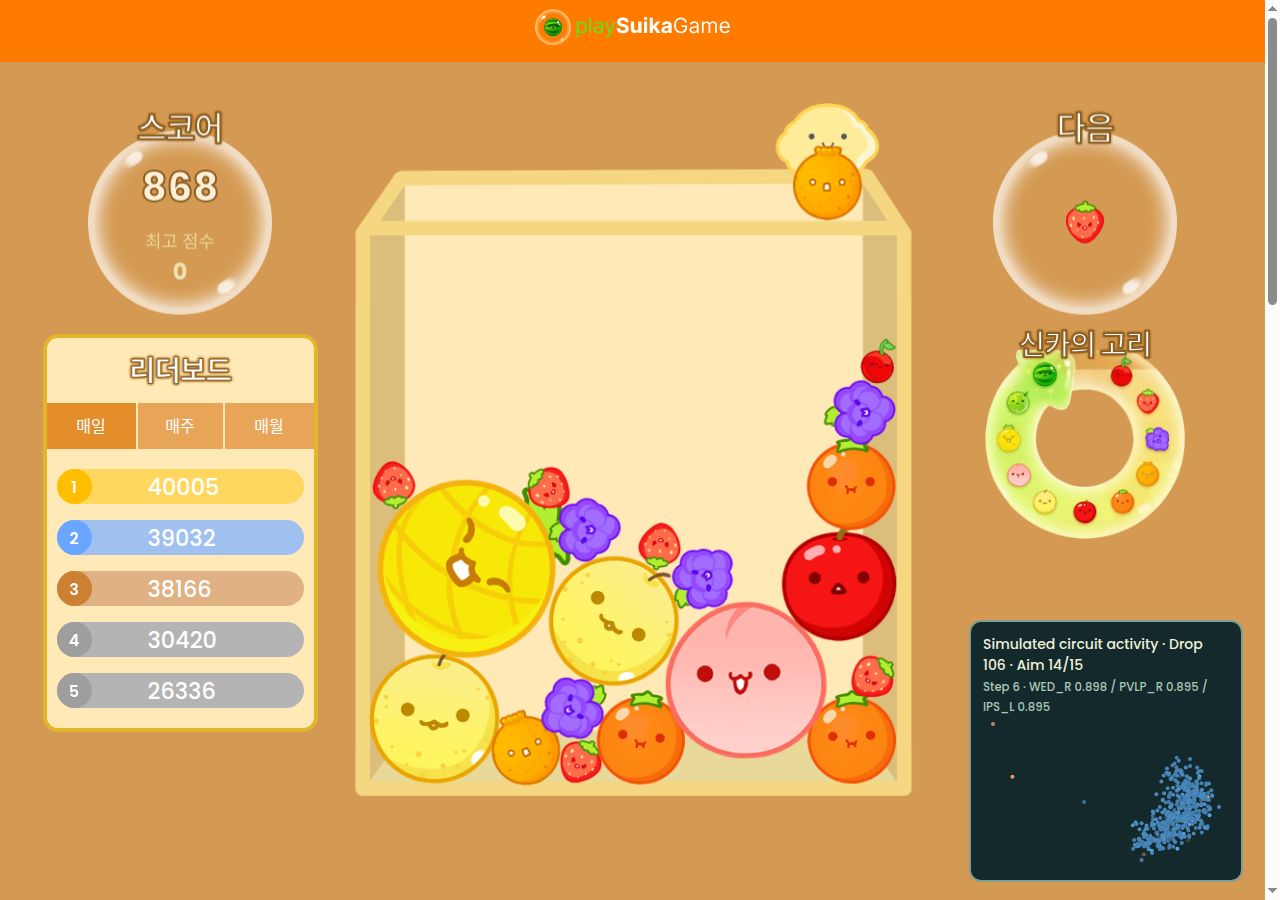 playSuikaGame
스코어
868
최고 점수
0
리더보드
매일 매주 매월
1 40005
2 39032
3 38166
4 30420
5 26336
다음
신카의 고리
Simulated circuit activity · Drop
106 · Aim 14/15
Step 6 · WED_R 0.898 / PVLP_R 0.895 /
IPS_L 0.895